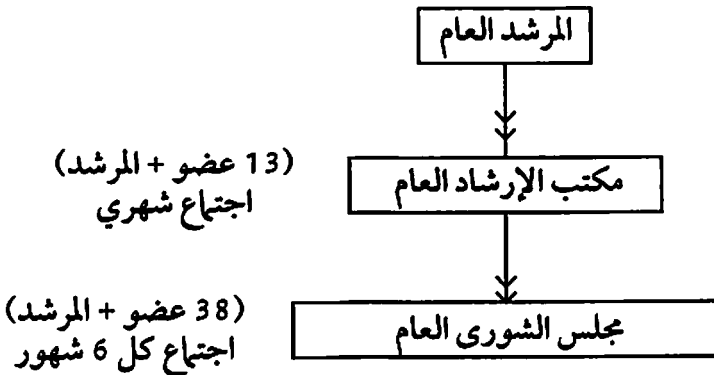 المرشد العام
(13 عضو + المرشد)
اجتماع شهري
مكتب الإرشاد العام
(38 عضو + المرشد)
اجتماع كل 6 شهور
مجلس الشورى العام